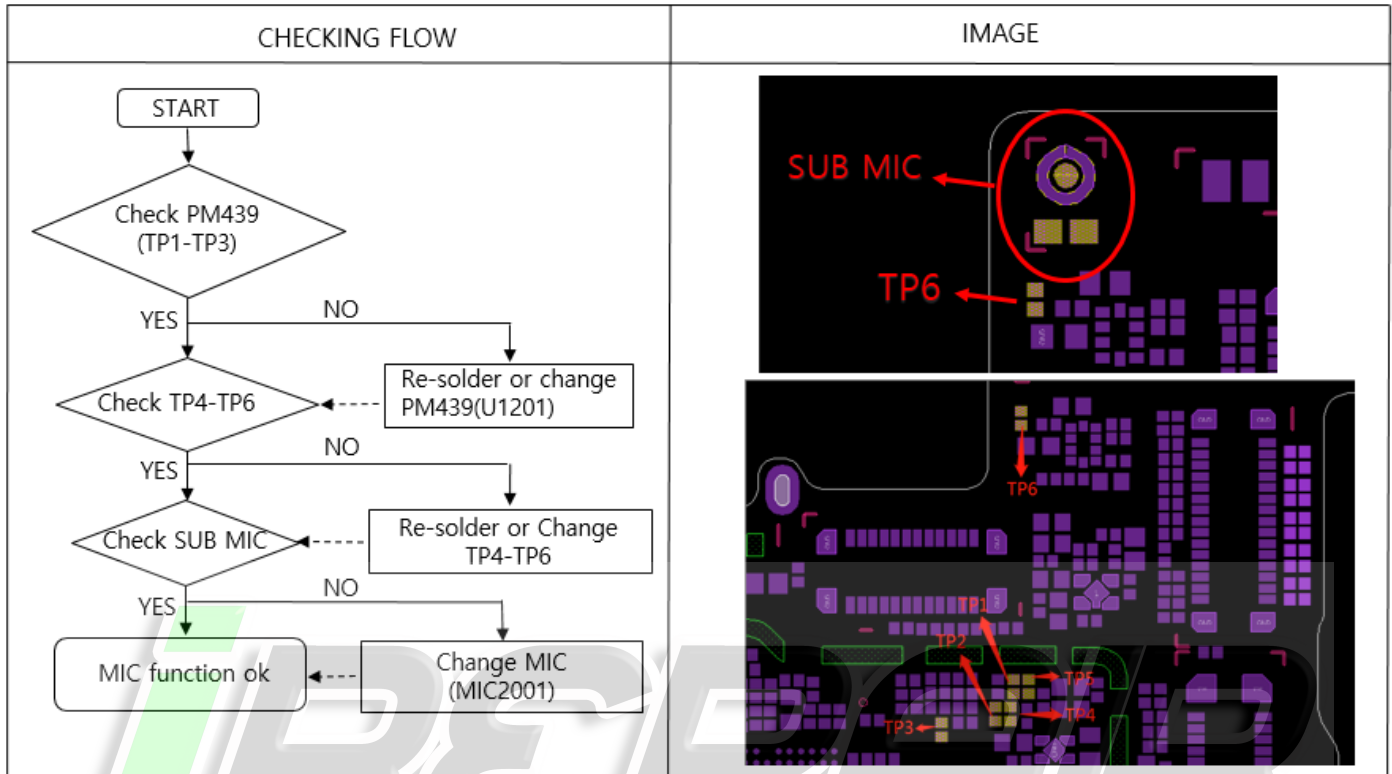 CHECKING FLOW
IMAGE
START
Check PM439
(TP1-TP3)
YES
NO
Re-solder or change
PM439(U1201)
Check TP4-TP6
YES
NO
Re-solder or Change
TP4-TP6
Check SUB MIC
YES
NO
Change MIC
(MIC2001)
MIC function ok
SUB MIC
TP6
TP6
TP1
TP2
TP5
TP4
TP3